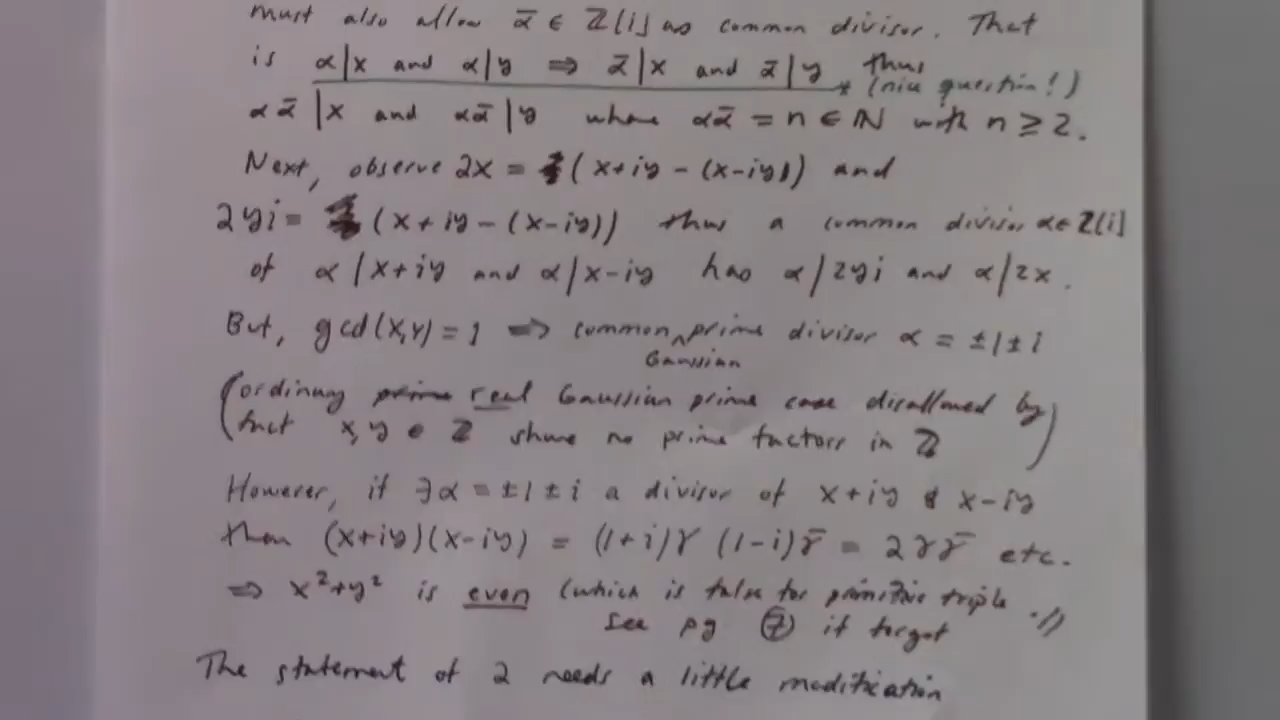 must also allow ᾱ ∈ ℤ[i] as common divisor. That
is α|x and α|y ⇒ ᾱ|x and ᾱ|y thus
* (nice question!)
αᾱ|x and αᾱ|y where αᾱ = n ∈ ℕ with n ≥ 2.
Next, observe 2x = (x+iy - (x-iy)) and
2yi = (x+iy - (x-iy)) thus a common divisor α ∈ ℤ[i]
of α|x+iy and α|x-iy has α|2yi and α|2x.
But, gcd(x,y) = 1 ⇒ common prime divisor α = ±1±i
Gaussian
(ordinary prime real Gaussian prime case disallowed by
fact x,y ∈ ℤ share no prime factors in ℤ)
However, if ∃α = ±1±i a divisor of x+iy & x-iy
then (x+iy)(x-iy) = (1+i)γ (1-i)γ̄ = 2γγ̄ etc.
⇒ x²+y² is even (which is false for primitive triple .//
see pg ⑦ if forgot
The statement of 2 needs a little modification